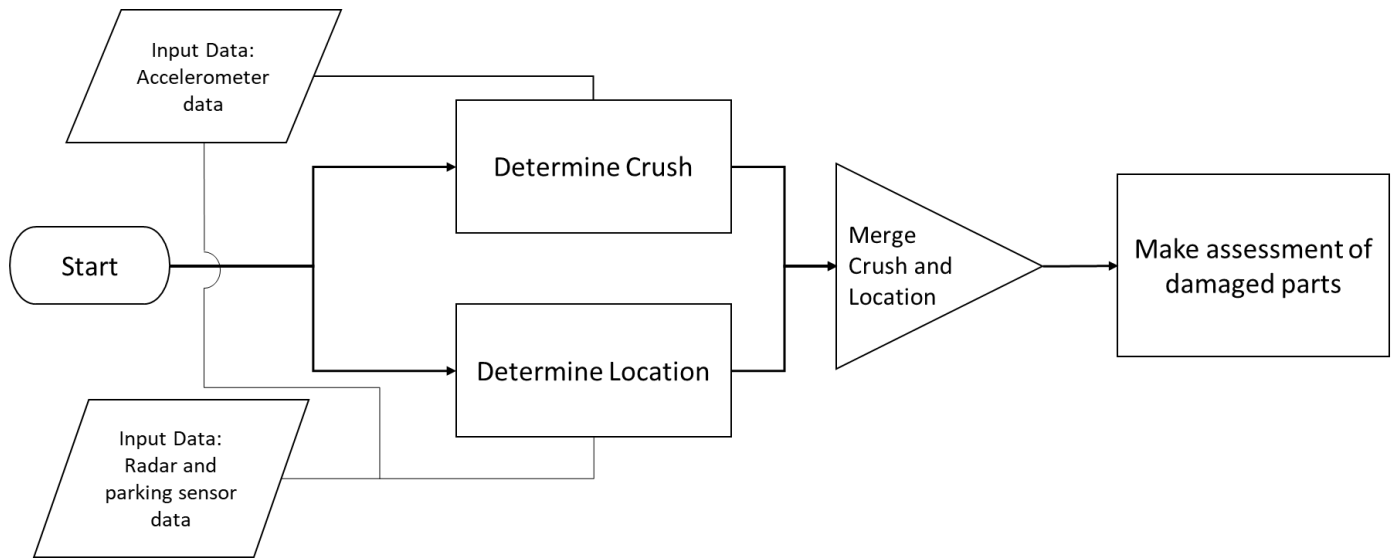 Input Data:
Accelerometer
data
Determine Crush
Start
Merge
Crush and
Location
Make assessment of
damaged parts
Determine Location
Input Data:
Radar and
parking sensor
data